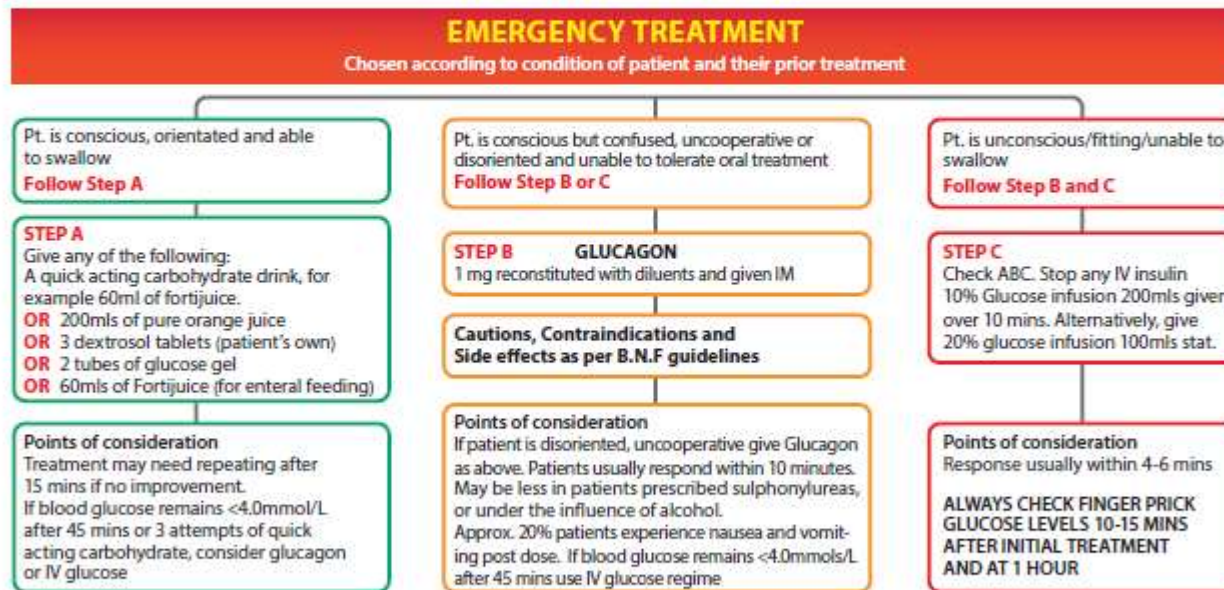 EMERGENCY TREATMENT
Chosen according to condition of patient and their prior treatment
Pt. is conscious, orientated and able
to swallow
Follow Step A
STEP A
Give any of the following:
A quick acting carbohydrate drink, for
example 60ml of fortijuice.
OR 200mls of pure orange juice
OR 3 dextrosol tablets (patient's own)
OR 2 tubes of glucose gel
OR 60mls of Fortijuice (for enteral feeding)
Points of consideration
Treatment may need repeating after
15 mins if no improvement.
If blood glucose remains <4.0mmol/L
after 45 mins or 3 attempts of quick
acting carbohydrate, consider glucagon
or IV glucose
Pt. is conscious but confused, uncooperative or
disoriented and unable to tolerate oral treatment
Follow Step B or C
STEP B GLUCAGON
1 mg reconstituted with diluents and given IM
Cautions, Contraindications and
Side effects as per B.N.F guidelines
Points of consideration
If patient is disoriented, uncooperative give Glucagon
as above. Patients usually respond within 10 minutes.
May be less in patients prescribed sulphonylureas,
or under the influence of alcohol.
Approx. 20% patients experience nausea and vomit-
ing post dose. If blood glucose remains <4.0mmols/L
after 45 mins use IV glucose regime
Pt. is unconscious/fitting/unable to
swallow
Follow Step B and C
STEP C
Check ABC. Stop any IV insulin
10% Glucose infusion 200mls given
over 10 mins. Alternatively, give
20% glucose infusion 100mls stat.
Points of consideration
Response usually within 4-6 mins
ALWAYS CHECK FINGER PRICK
GLUCOSE LEVELS 10-15 MINS
AFTER INITIAL TREATMENT
AND AT 1 HOUR